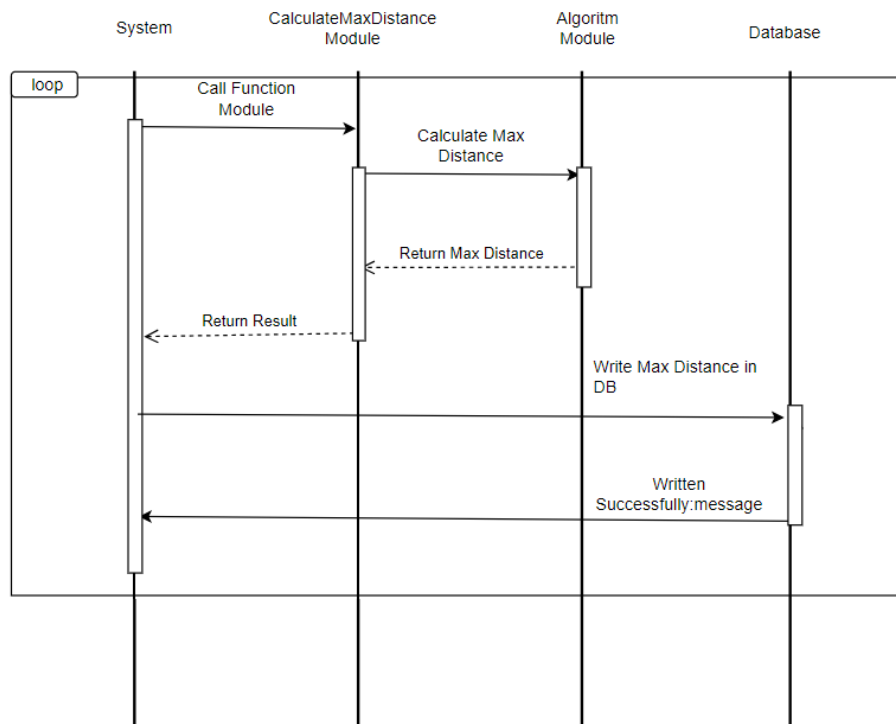 System
CalculateMaxDistance
Module
Algoritm
Module
Database
loop
Call Function
Module
Calculate Max
Distance
Return Max Distance
Return Result
Write Max Distance in
DB
Written
Successfully:message